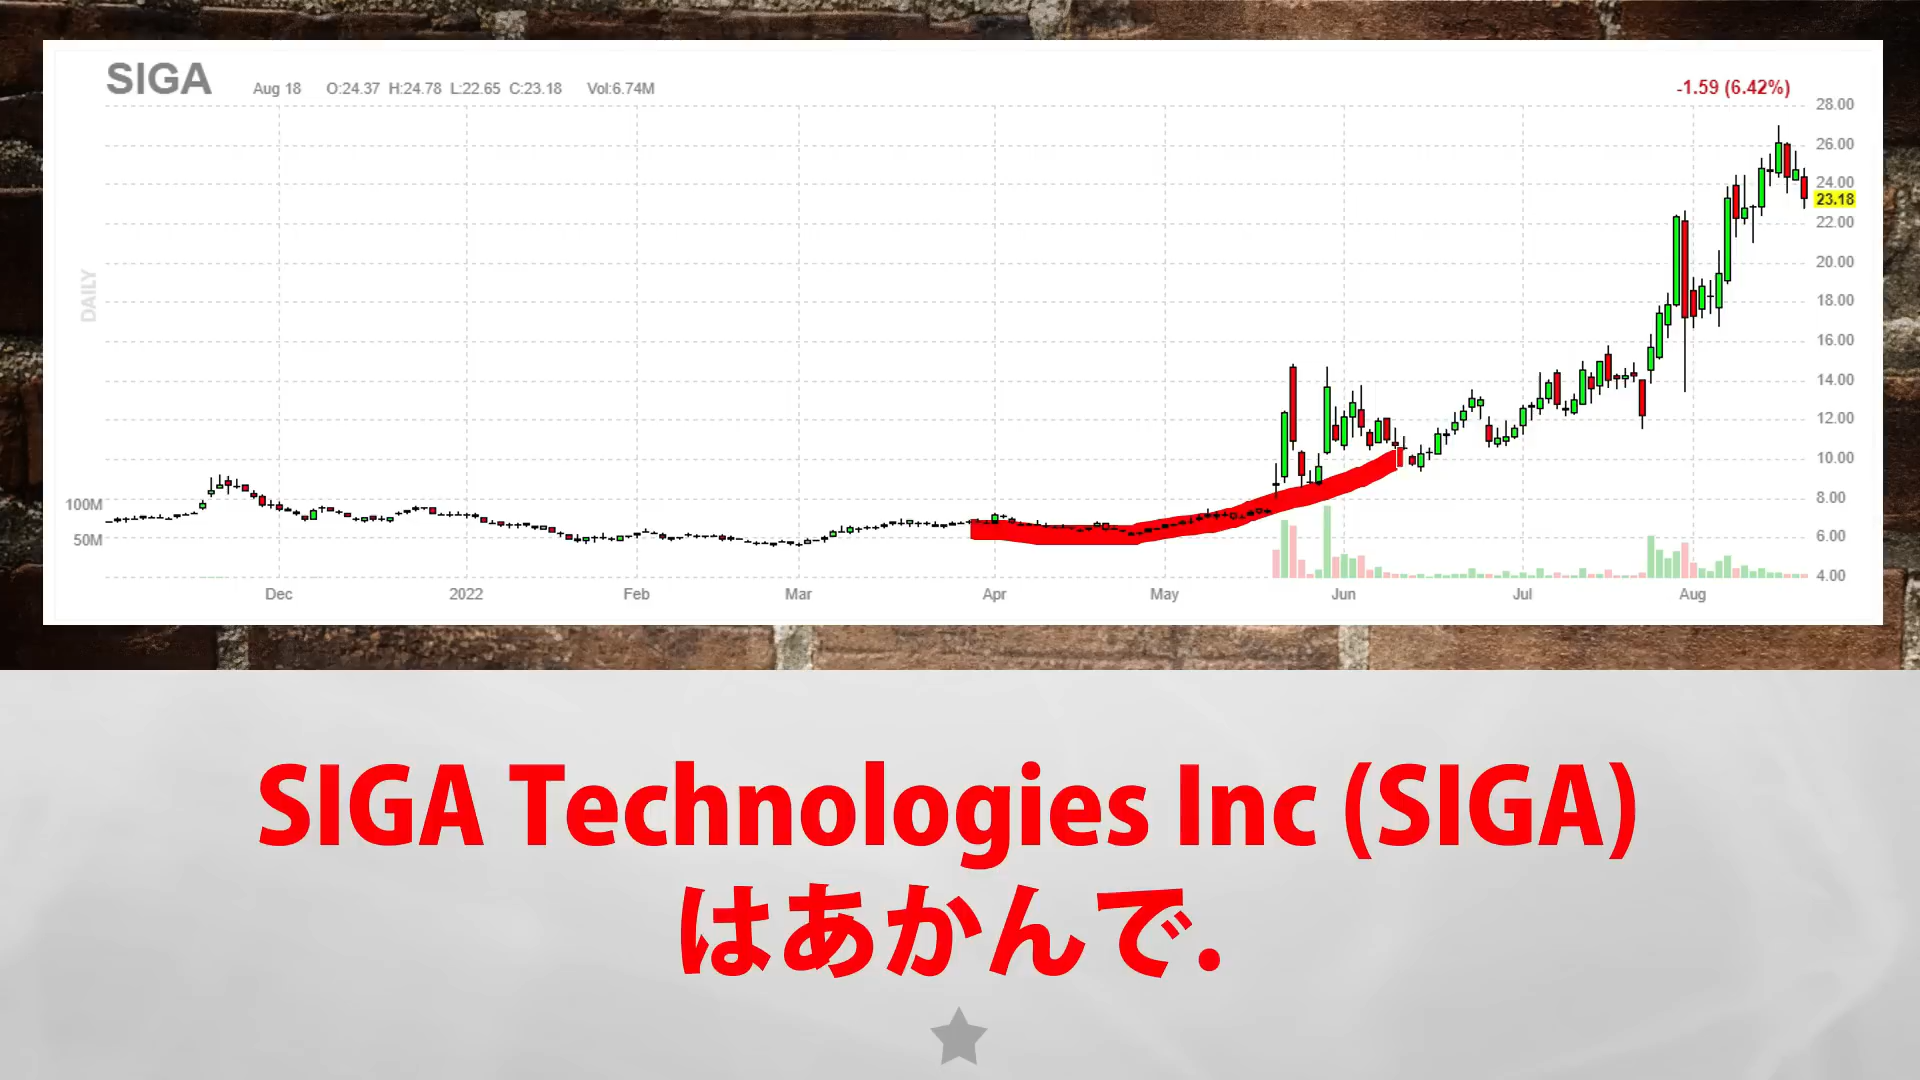 SIGA Aug 18 O:24.37 H:24.78 L:22.65 C:23.18 Vol:6.74M -1.59 (6.42%)
28.00
26.00
24.00
23.18
22.00
20.00
18.00
16.00
14.00
12.00
10.00
8.00
6.00
4.00
DAILY
100M
50M
Dec 2022 Feb Mar Apr May Jun Jul Aug
SIGA Technologies Inc (SIGA)
はあかんで.